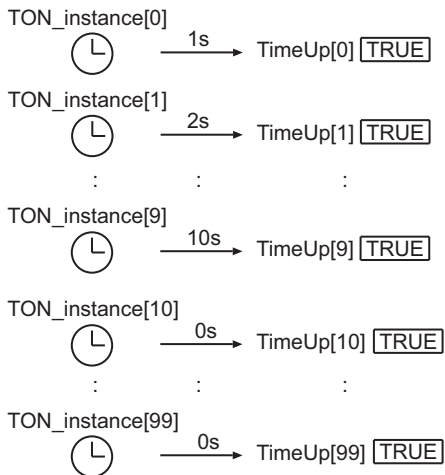 TON_instance[0]
1s
TimeUp[0] TRUE
TON_instance[1]
2s
TimeUp[1] TRUE
: : :
TON_instance[9]
10s
TimeUp[9] TRUE
TON_instance[10]
0s
TimeUp[10] TRUE
: : :
TON_instance[99]
0s
TimeUp[99] TRUE